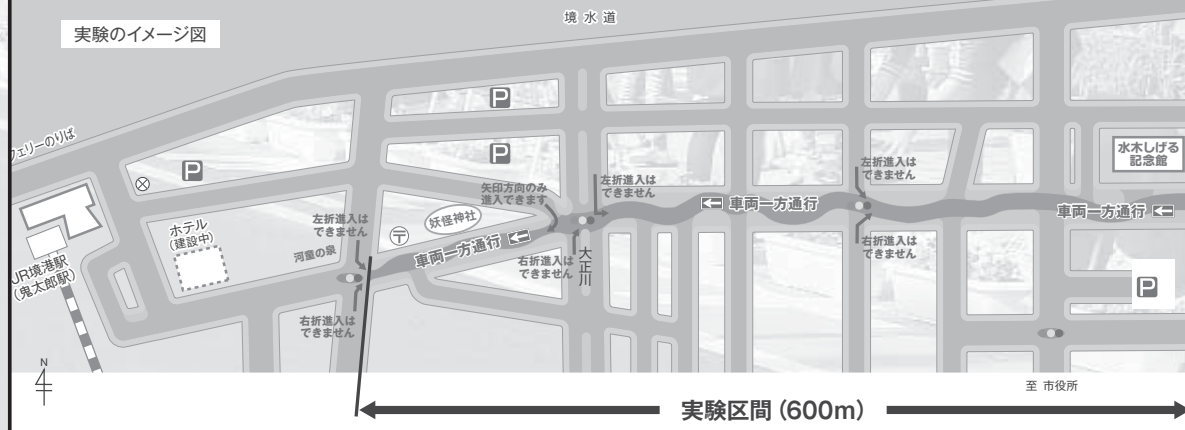 境水道
実験のイメージ図
フェリーのりば
P
P
P
水木しげる
記念館
左折進入は
できません
左折進入は
できません
矢印方向のみ
進入できます
車両一方通行
車両一方通行
妖怪神社
ホテル
(建設中)
左折進入は
できません
河童の泉
〒
車両一方通行
右折進入は
できません
大正川
右折進入は
できません
JR境港駅
(鬼太郎駅)
P
右折進入は
できません
N
至 市役所
実験区間(600m)